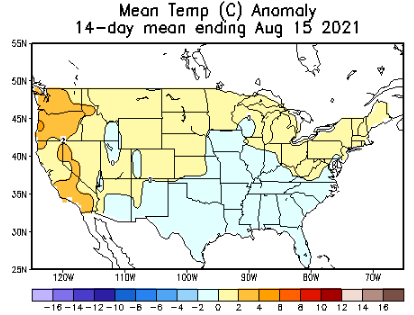 Mean Temp (C) Anomaly
14-day mean ending Aug 15 2021
55N
50N
45N
40N
35N
30N
25N
120W 110W 100W 90W 80W 70W
-16 -14 -12 -10 -8 -6 -4 -2 0 2 4 6 8 10 12 14 16